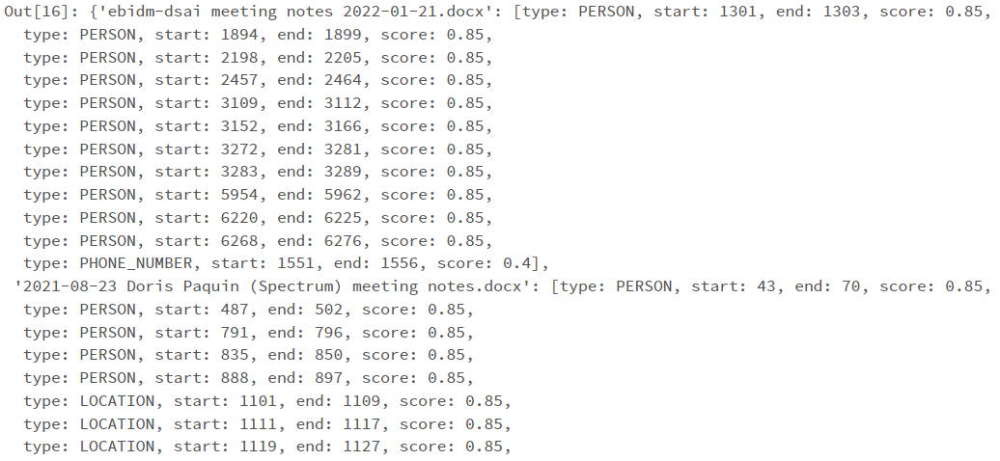 Out[16]: {'ebidm-dsai meeting notes 2022-01-21.docx': [type: PERSON, start: 1301, end: 1303, score: 0.85,
type: PERSON, start: 1894, end: 1899, score: 0.85,
type: PERSON, start: 2198, end: 2205, score: 0.85,
type: PERSON, start: 2457, end: 2464, score: 0.85,
type: PERSON, start: 3109, end: 3112, score: 0.85,
type: PERSON, start: 3152, end: 3166, score: 0.85,
type: PERSON, start: 3272, end: 3281, score: 0.85,
type: PERSON, start: 3283, end: 3289, score: 0.85,
type: PERSON, start: 5954, end: 5962, score: 0.85,
type: PERSON, start: 6220, end: 6225, score: 0.85,
type: PERSON, start: 6268, end: 6276, score: 0.85,
type: PHONE_NUMBER, start: 1551, end: 1556, score: 0.4],
'2021-08-23 Doris Paquin (Spectrum) meeting notes.docx': [type: PERSON, start: 43, end: 70, score: 0.85,
type: PERSON, start: 487, end: 502, score: 0.85,
type: PERSON, start: 791, end: 796, score: 0.85,
type: PERSON, start: 835, end: 850, score: 0.85,
type: PERSON, start: 888, end: 897, score: 0.85,
type: LOCATION, start: 1101, end: 1109, score: 0.85,
type: LOCATION, start: 1111, end: 1117, score: 0.85,
type: LOCATION, start: 1119, end: 1127, score: 0.85,